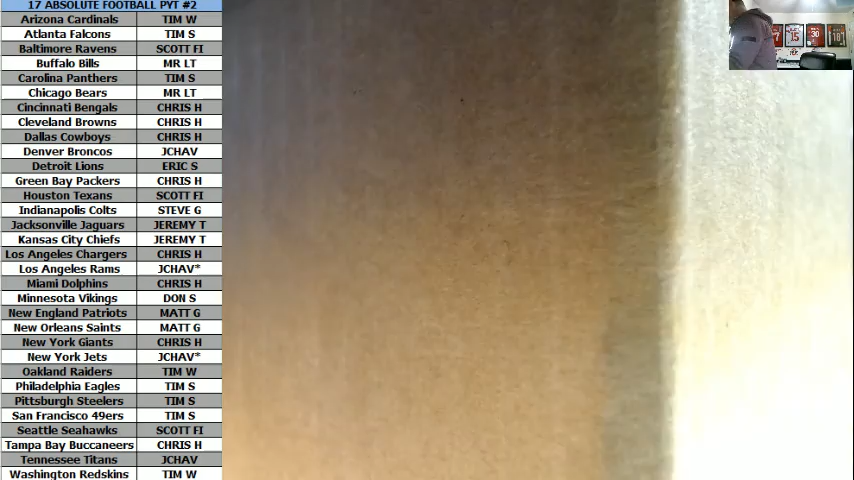 17 ABSOLUTE FOOTBALL PYT #2
Arizona Cardinals TIM W
Atlanta Falcons TIM S
Baltimore Ravens SCOTT FI
Buffalo Bills MR LT
Carolina Panthers TIM S
Chicago Bears MR LT
Cincinnati Bengals CHRIS H
Cleveland Browns CHRIS H
Dallas Cowboys CHRIS H
Denver Broncos JCHAV
Detroit Lions ERIC S
Green Bay Packers CHRIS H
Houston Texans SCOTT FI
Indianapolis Colts STEVE G
Jacksonville Jaguars JEREMY T
Kansas City Chiefs JEREMY T
Los Angeles Chargers CHRIS H
Los Angeles Rams JCHAV*
Miami Dolphins CHRIS H
Minnesota Vikings DON S
New England Patriots MATT G
New Orleans Saints MATT G
New York Giants CHRIS H
New York Jets JCHAV*
Oakland Raiders TIM W
Philadelphia Eagles TIM S
Pittsburgh Steelers TIM S
San Francisco 49ers TIM S
Seattle Seahawks SCOTT FI
Tampa Bay Buccaneers CHRIS H
Tennessee Titans JCHAV
Washington Redskins TIM W
7
15
30